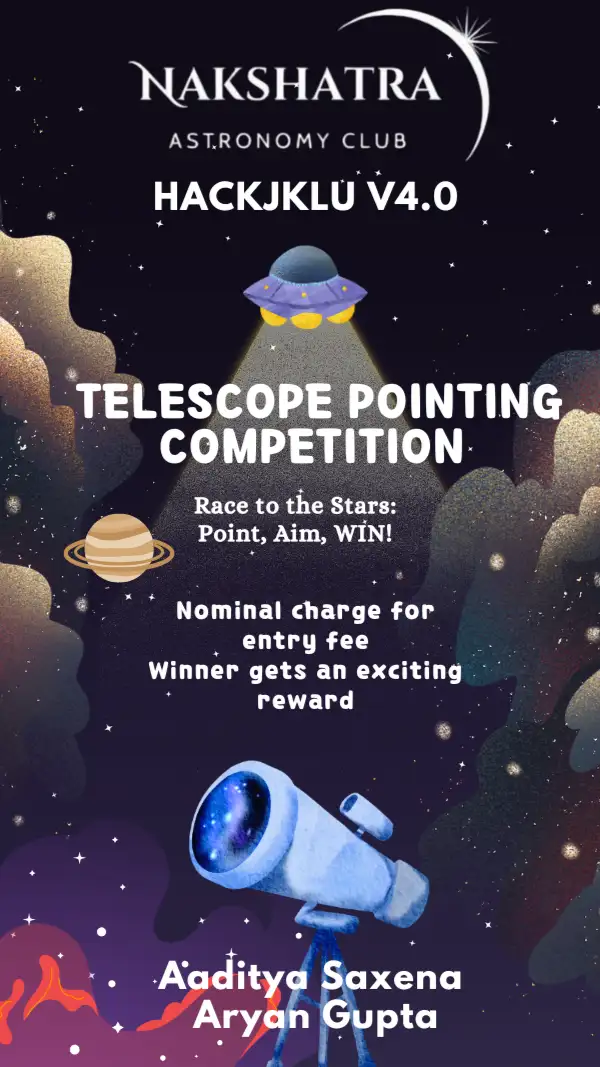 NAKSHATRA
ASTRONOMY CLUB
HACKJKLU V4.0
TELESCOPE POINTING
COMPETITION
Race to the Stars:
Point, Aim, WIN!
Nominal charge for
entry fee
Winner gets an exciting
reward
Aaditya Saxena
Aryan Gupta